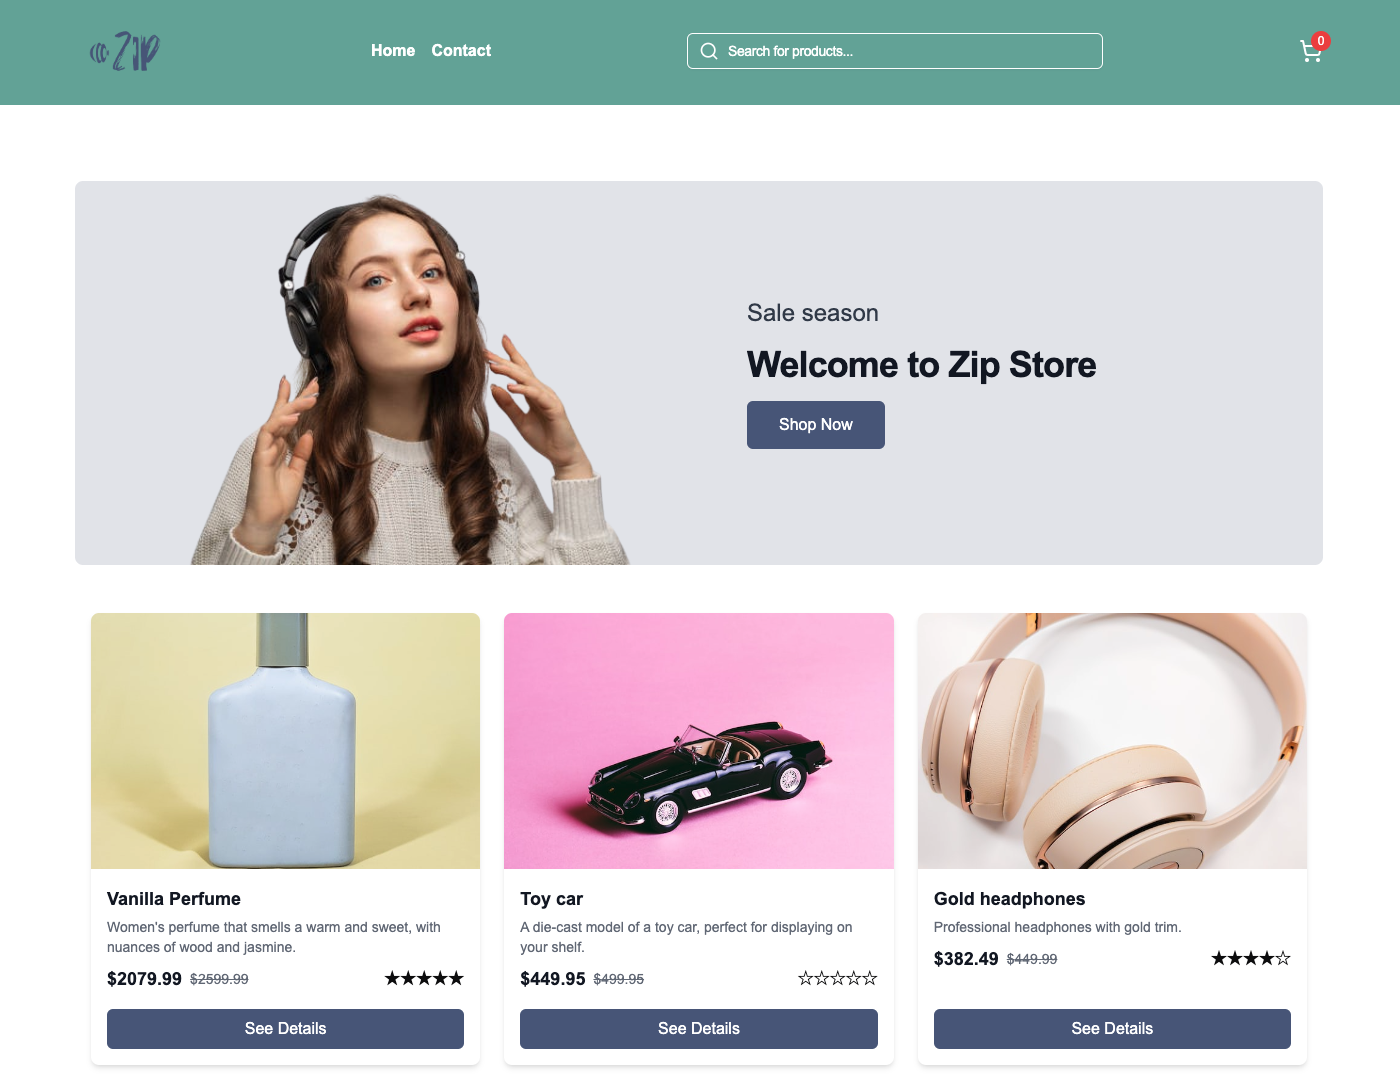 Zip
Home Contact
Search for products...
0
Sale season
Welcome to Zip Store
Shop Now
Vanilla Perfume
Women's perfume that smells a warm and sweet, with
nuances of wood and jasmine.
$2079.99 $2599.99 ★★★★★
See Details
Toy car
A die-cast model of a toy car, perfect for displaying on
your shelf.
$449.95 $499.95 ☆☆☆☆☆
See Details
Gold headphones
Professional headphones with gold trim.
$382.49 $449.99 ★★★★☆
See Details